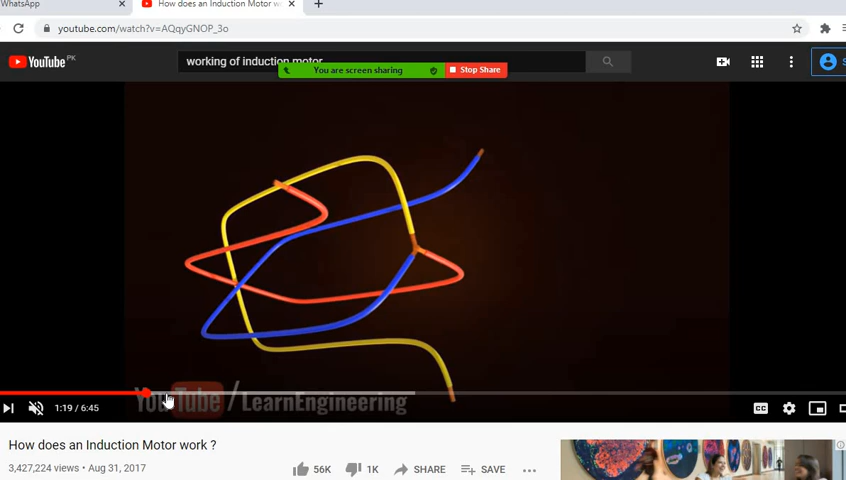 WhatsApp
How does an Induction Motor wor
youtube.com/watch?v=AQqyGNOP_3o
YouTube PK
working of induction motor
You are screen sharing
Stop Share
YouTube / LearnEngineering
1:19 / 6:45
CC
How does an Induction Motor work ?
3,427,224 views • Aug 31, 2017
56K
1K
SHARE
SAVE